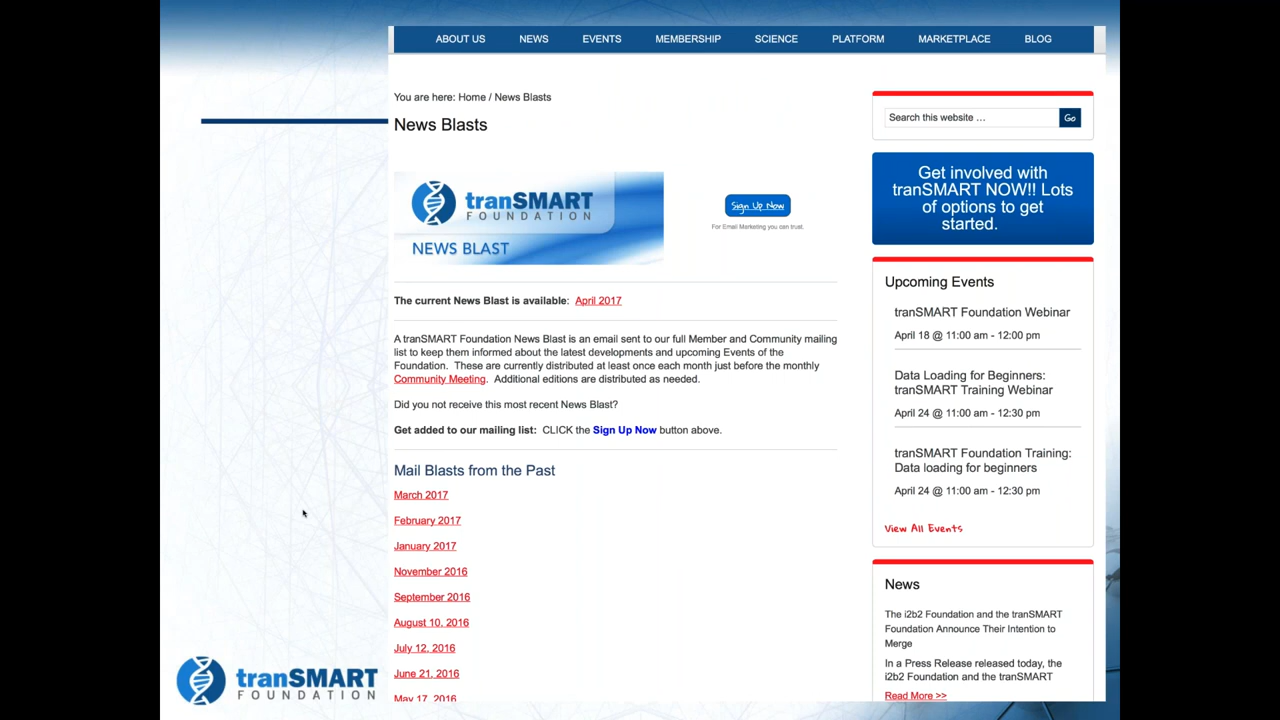 ABOUT US NEWS EVENTS MEMBERSHIP SCIENCE PLATFORM MARKETPLACE BLOG
You are here: Home / News Blasts
News Blasts
tranSMART
FOUNDATION
NEWS BLAST
Sign Up Now
For Email Marketing you can trust.
The current News Blast is available: April 2017
A tranSMART Foundation News Blast is an email sent to our full Member and Community mailing
list to keep them informed about the latest developments and upcoming Events of the
Foundation. These are currently distributed at least once each month just before the monthly
Community Meeting. Additional editions are distributed as needed.
Did you not receive this most recent News Blast?
Get added to our mailing list: CLICK the Sign Up Now button above.
Mail Blasts from the Past
March 2017
February 2017
January 2017
November 2016
September 2016
August 10, 2016
July 12, 2016
June 21, 2016
May 17, 2016
Search this website …
Go
Get involved with
tranSMART NOW!! Lots
of options to get
started.
Upcoming Events
tranSMART Foundation Webinar
April 18 @ 11:00 am - 12:00 pm
Data Loading for Beginners:
tranSMART Training Webinar
April 24 @ 11:00 am - 12:30 pm
tranSMART Foundation Training:
Data loading for beginners
April 24 @ 11:00 am - 12:30 pm
View All Events
News
The i2b2 Foundation and the tranSMART
Foundation Announce Their Intention to
Merge
In a Press Release released today, the
i2b2 Foundation and the tranSMART
Read More >>
tranSMART
FOUNDATION